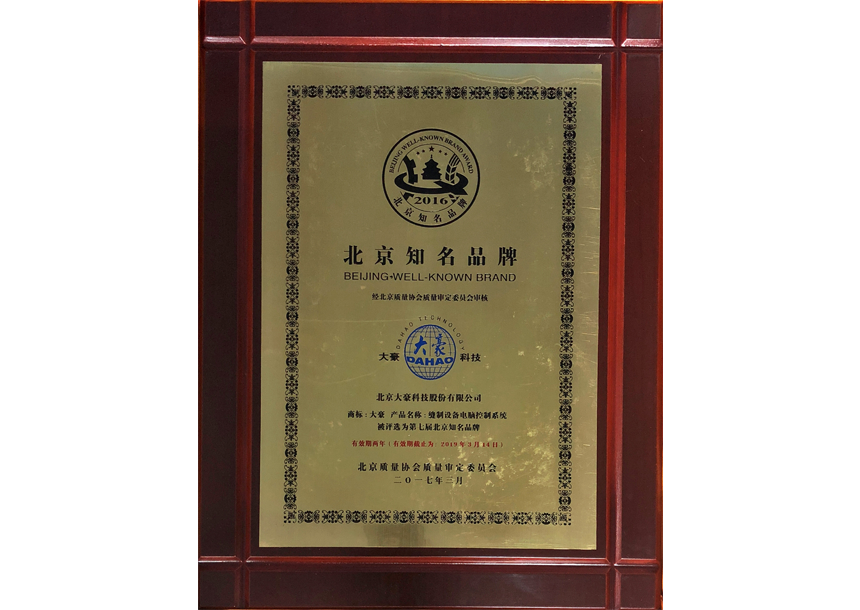 BEIJING WELL-KNOWN BRAND AWARD
2016
北京知名品牌
北京知名品牌
BEIJING WELL-KNOWN BRAND
经北京质量协会质量审定委员会审核
DAHAO TECHNOLOGY
大豪
大豪 DAHAO 科技
北京大豪科技股份有限公司
商标：大豪 产品名称：缝制设备电脑控制系统
被评选为第七届北京知名品牌
有效期两年（有效期截止为：2019年3月14日）
北京质量协会质量审定委员会
二〇一七年三月